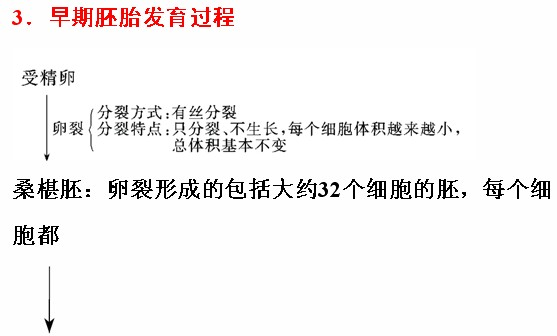 3．早期胚胎发育过程
受精卵
卵裂
分裂方式：有丝分裂
分裂特点：只分裂、不生长，每个细胞体积越来越小，
总体积基本不变
桑椹胚：卵裂形成的包括大约32个细胞的胚，每个细
胞都